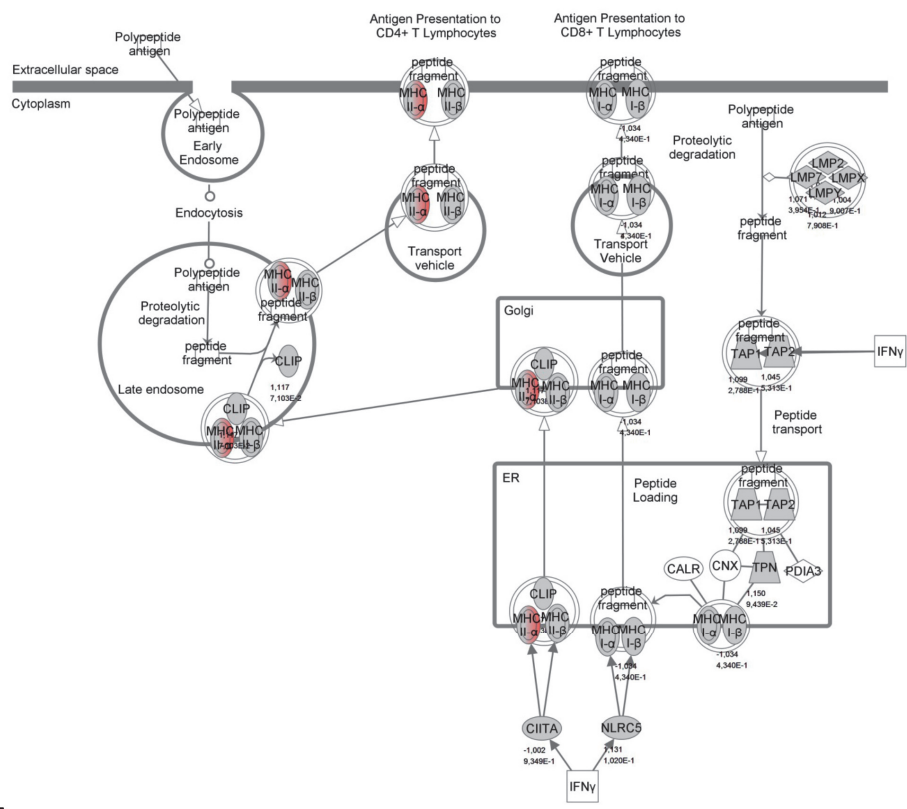 Antigen Presentation to
CD4+ T Lymphocytes
Antigen Presentation to
CD8+ T Lymphocytes
Polypeptide
antigen
Extracellular space
Cytoplasm
peptide
fragment
MHC
II-α
MHC
II-β
peptide
fragment
MHC
I-α
MHC
I-β
-1,034
4,340E-1
Polypeptide
antigen
Early
Endosome
Polypeptide
antigen
Proteolytic
degradation
LMP2
LMP7
LMPX
LMPY
1,071
3,954E-1
1,004
9,007E-1
1,012
7,908E-1
peptide
fragment
MHC
II-α
MHC
II-β
Transport
vehicle
peptide
fragment
MHC
I-α
MHC
I-β
-1,034
4,340E-1
Transport
Vehicle
Endocytosis
peptide
fragment
Polypeptide
antigen
Proteolytic
degradation
peptide
fragment
MHC
II-α
MHC
II-β
peptide
fragment
CLIP
1,117
7,103E-2
Late endosome
CLIP
MHC
II-α
MHC
II-β
Golgi
CLIP
MHC
II-α
MHC
II-β
peptide
fragment
MHC
I-α
MHC
I-β
-1,034
4,340E-1
peptide
fragment
TAP1
TAP2
1,099
2,788E-1
1,045
5,313E-1
IFNγ
Peptide
transport
ER
Peptide
Loading
peptide
fragment
TAP1
TAP2
1,099
2,788E-1
1,045
5,313E-1
CALR
CNX
TPN
PDIA3
1,150
9,439E-2
CLIP
MHC
II-α
MHC
II-β
peptide
fragment
MHC
I-α
MHC
I-β
-1,034
4,340E-1
MHC
I-α
MHC
I-β
-1,034
4,340E-1
CIITA
-1,002
9,349E-1
NLRC5
1,131
1,020E-1
IFNγ